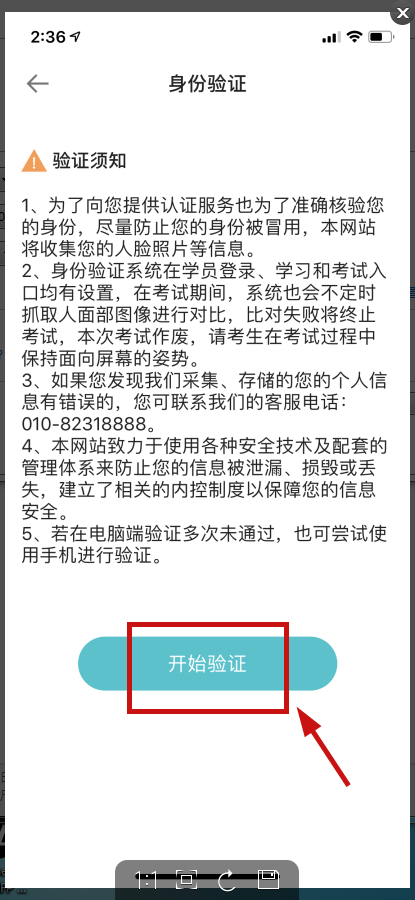 2:36
身份验证
验证须知
1、为了向您提供认证服务也为了准确核验您
的身份，尽量防止您的身份被冒用，本网站
将收集您的人脸照片等信息。
2、身份验证系统在学员登录、学习和考试入
口均有设置，在考试期间，系统也会不定时
抓取人面部图像进行对比，比对失败将终止
考试，本次考试作废，请考生在考试过程中
保持面向屏幕的姿势。
3、如果您发现我们采集、存储的您的个人信
息有错误的，您可联系我们的客服电话：
010-82318888。
4、本网站致力于使用各种安全技术及配套的
管理体系来防止您的信息被泄漏、损毁或丢
失，建立了相关的内控制度以保障您的信息
安全。
5、若在电脑端验证多次未通过，也可尝试使
用手机进行验证。
开始验证
1:1